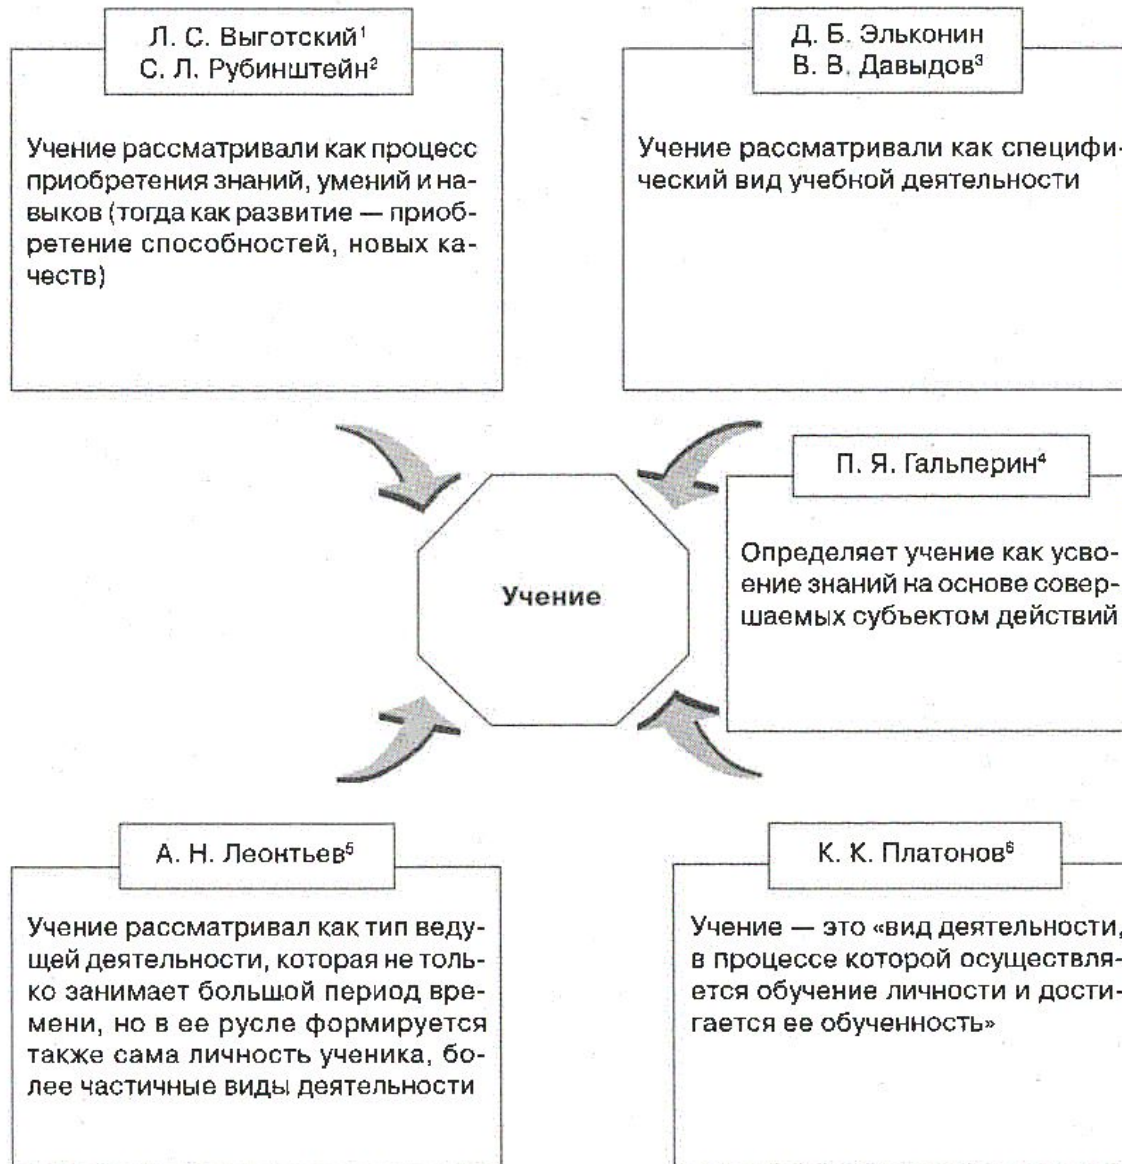 Л. С. Выготский¹
С. Л. Рубинштейн²
Учение рассматривали как процесс
приобретения знаний, умений и на-
выков (тогда как развитие — приоб-
ретение способностей, новых ка-
честв)
Д. Б. Эльконин
В. В. Давыдов³
Учение рассматривали как специфи-
ческий вид учебной деятельности
П. Я. Гальперин⁴
Определяет учение как усво-
ение знаний на основе совер-
шаемых субъектом действий
Учение
А. Н. Леонтьев⁵
Учение рассматривал как тип веду-
щей деятельности, которая не толь-
ко занимает большой период вре-
мени, но в ее русле формируется
также сама личность ученика, бо-
лее частичные виды деятельности
К. К. Платонов⁶
Учение — это «вид деятельности,
в процессе которой осуществля-
ется обучение личности и дости-
гается ее обученность»